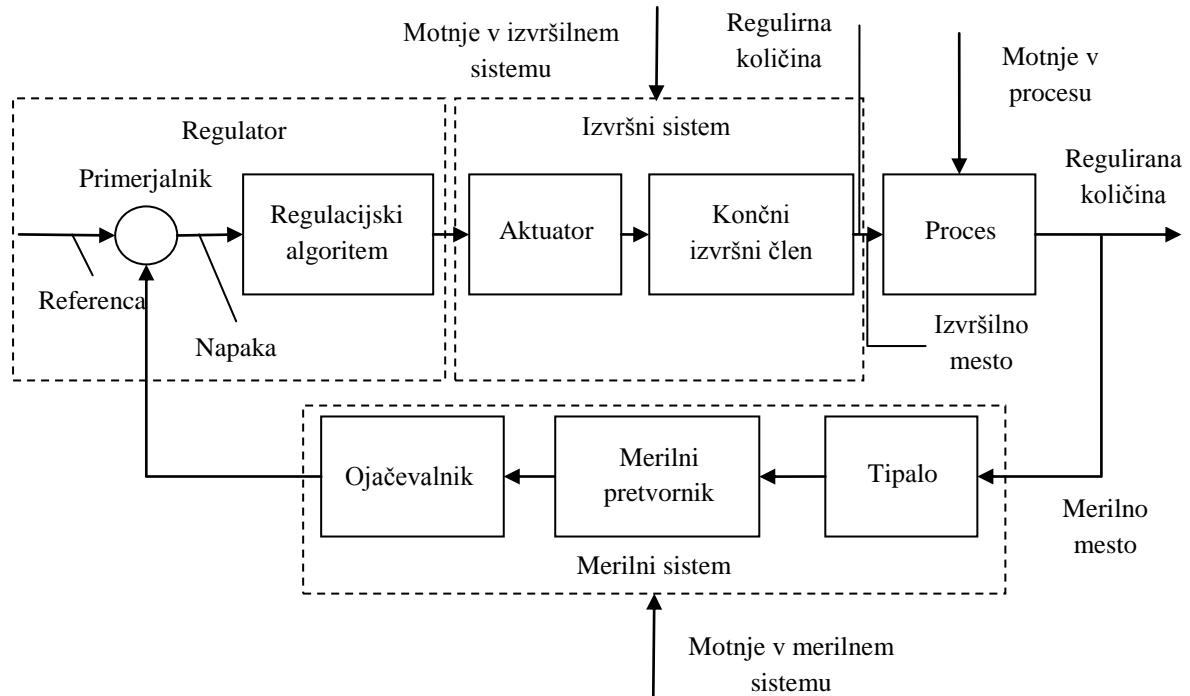 Motnje v izvršilnem
sistemu
Regulirna
količina
Motnje v
procesu
Regulator
Izvršni sistem
Regulirana
količina
Primerjalnik
Regulacijski
algoritem
Aktuator
Končni
izvršni člen
Proces
Referenca
Napaka
Izvršilno
mesto
Ojačevalnik
Merilni
pretvornik
Tipalo
Merilno
mesto
Merilni sistem
Motnje v merilnem
sistemu